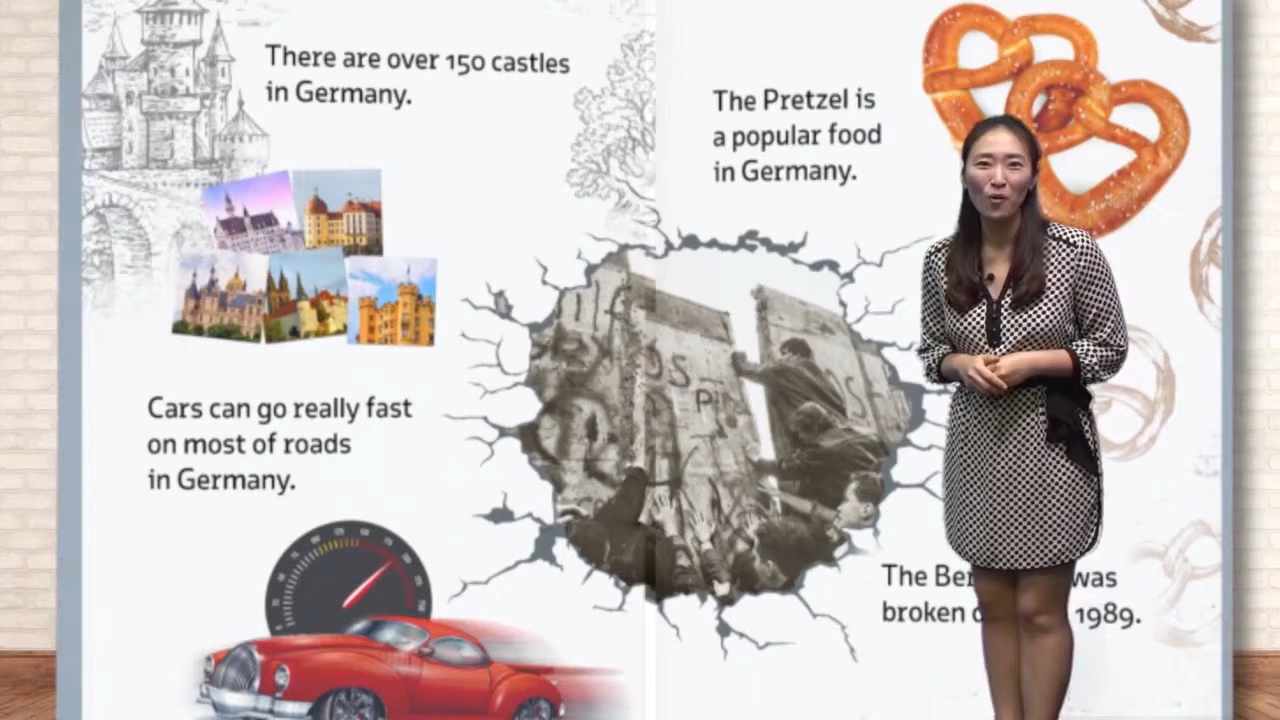 There are over 150 castles
in Germany.
The Pretzel is
a popular food
in Germany.
Cars can go really fast
on most of roads
in Germany.
The was
broken 1989.